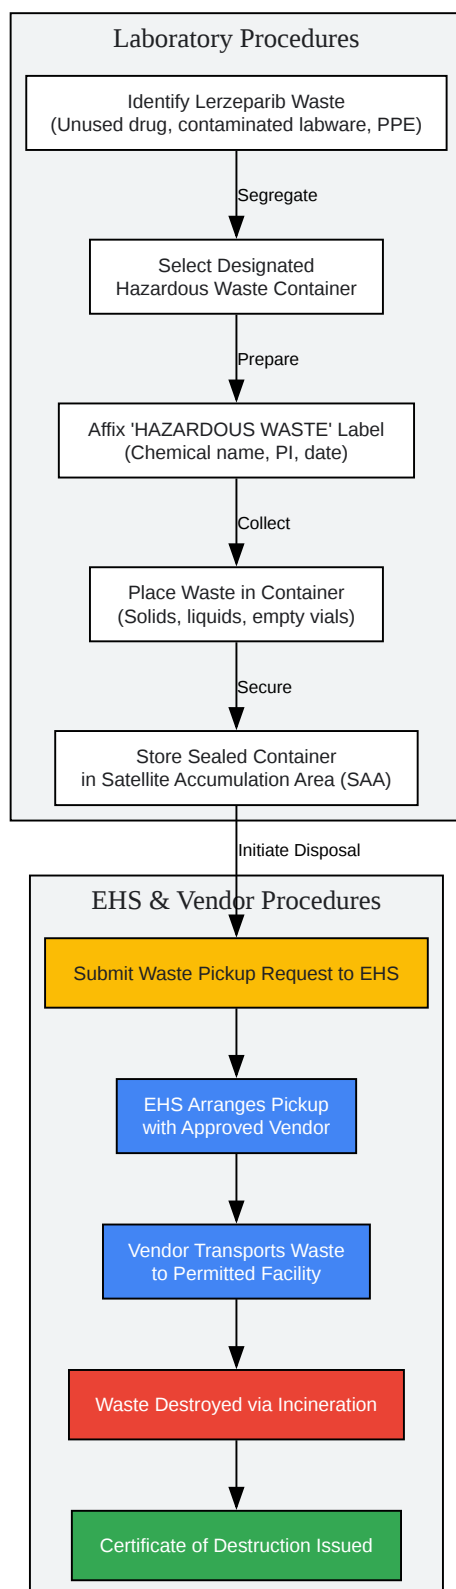 Laboratory Procedures
Identify Lerzeparib Waste
(Unused drug, contaminated labware, PPE)
Segregate
Select Designated
Hazardous Waste Container
Prepare
Affix 'HAZARDOUS WASTE' Label
(Chemical name, PI, date)
Collect
Place Waste in Container
(Solids, liquids, empty vials)
Secure
Store Sealed Container
in Satellite Accumulation Area (SAA)
Initiate Disposal
EHS & Vendor Procedures
Submit Waste Pickup Request to EHS
EHS Arranges Pickup
with Approved Vendor
Vendor Transports Waste
to Permitted Facility
Waste Destroyed via Incineration
Certificate of Destruction Issued